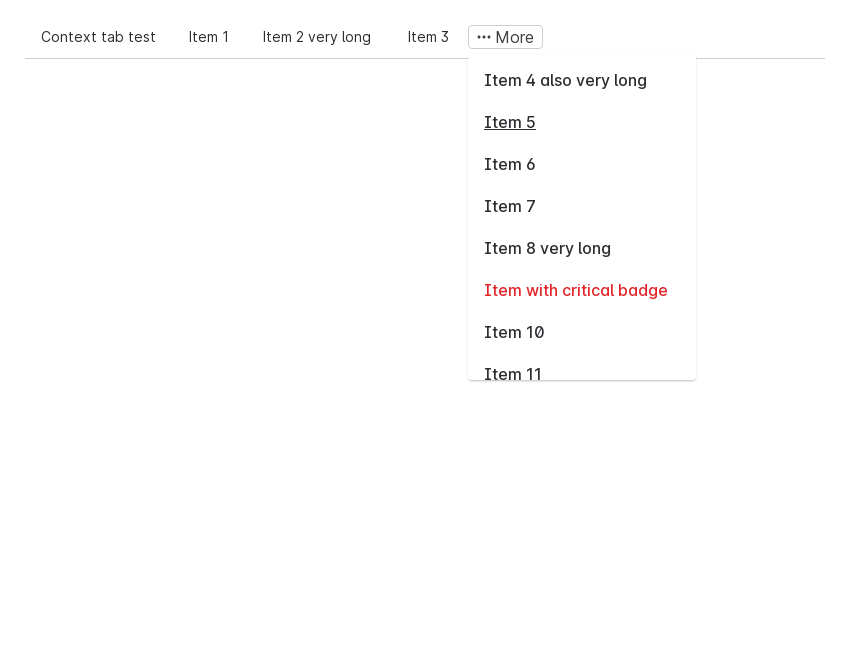 Context tab test Item 1 Item 2 very long Item 3 More
Item 4 also very long
Item 5
Item 6
Item 7
Item 8 very long
Item with critical badge
Item 10
Item 11